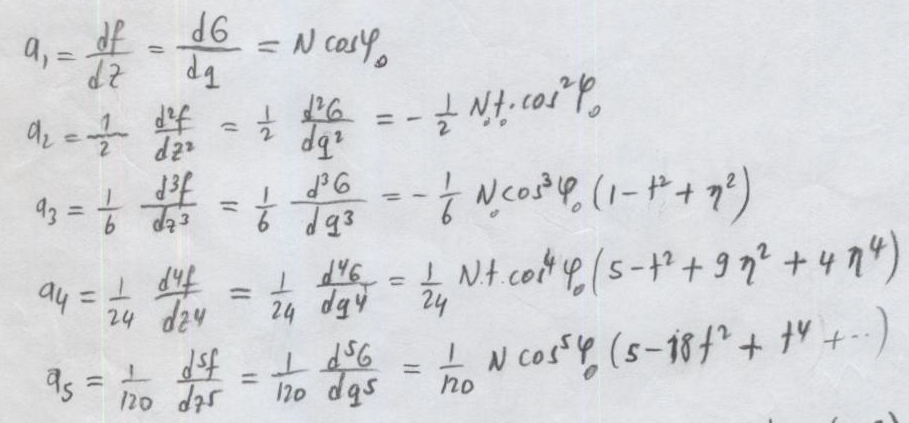 a₁ = df/dz = dG/dq = N cosφ₀
a₂ = 1/2 d²f/dz² = 1/2 d²G/dq² = - 1/2 N₀t₀ cos²φ₀
a₃ = 1/6 d³f/dz³ = 1/6 d³G/dq³ = - 1/6 N₀cos³φ₀ (1 - t² + η²)
a₄ = 1/24 d⁴f/dz⁴ = 1/24 d⁴G/dq⁴ = 1/24 N.t.cos⁴φ₀ (5 - t² + 9η² + 4η⁴)
a₅ = 1/120 d⁵f/dz⁵ = 1/120 d⁵G/dq⁵ = 1/120 N cos⁵φ₀ (5 - 18t² + t⁴ + ...)